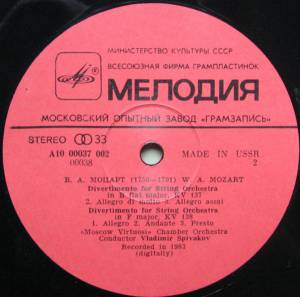 МИНИСТЕРСТВО КУЛЬТУРЫ СССР
ВСЕСОЮЗНАЯ ФИРМА ГРАМПЛАСТИНОК
МЕЛОДИЯ
МОСКОВСКИЙ ОПЫТНЫЙ ЗАВОД «ГРАМЗАПИСЬ»
STEREO 33
А10 00037 002 MADE IN USSR
00038 2
В. А. МОЦАРТ (1756—1791) W. A. MOZART
Divertimento for String Orchestra
in B flat major, KV 137
2. Allegro di molto 3. Allegro assai
Divertimento for String Orchestra
in F major, KV 138
1. Allegro 2. Andante 3. Presto
«Moscow Virtuosi» Chamber Orchestra
Conductor Vladimir Spivakov
Recorded in 1983
(digitally)